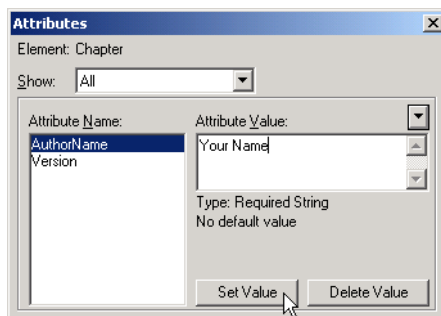 Attributes
Element: Chapter
Show: All
Attribute Name:
AuthorName
Version
Attribute Value:
Your Name
Type: Required String
No default value
Set Value
Delete Value